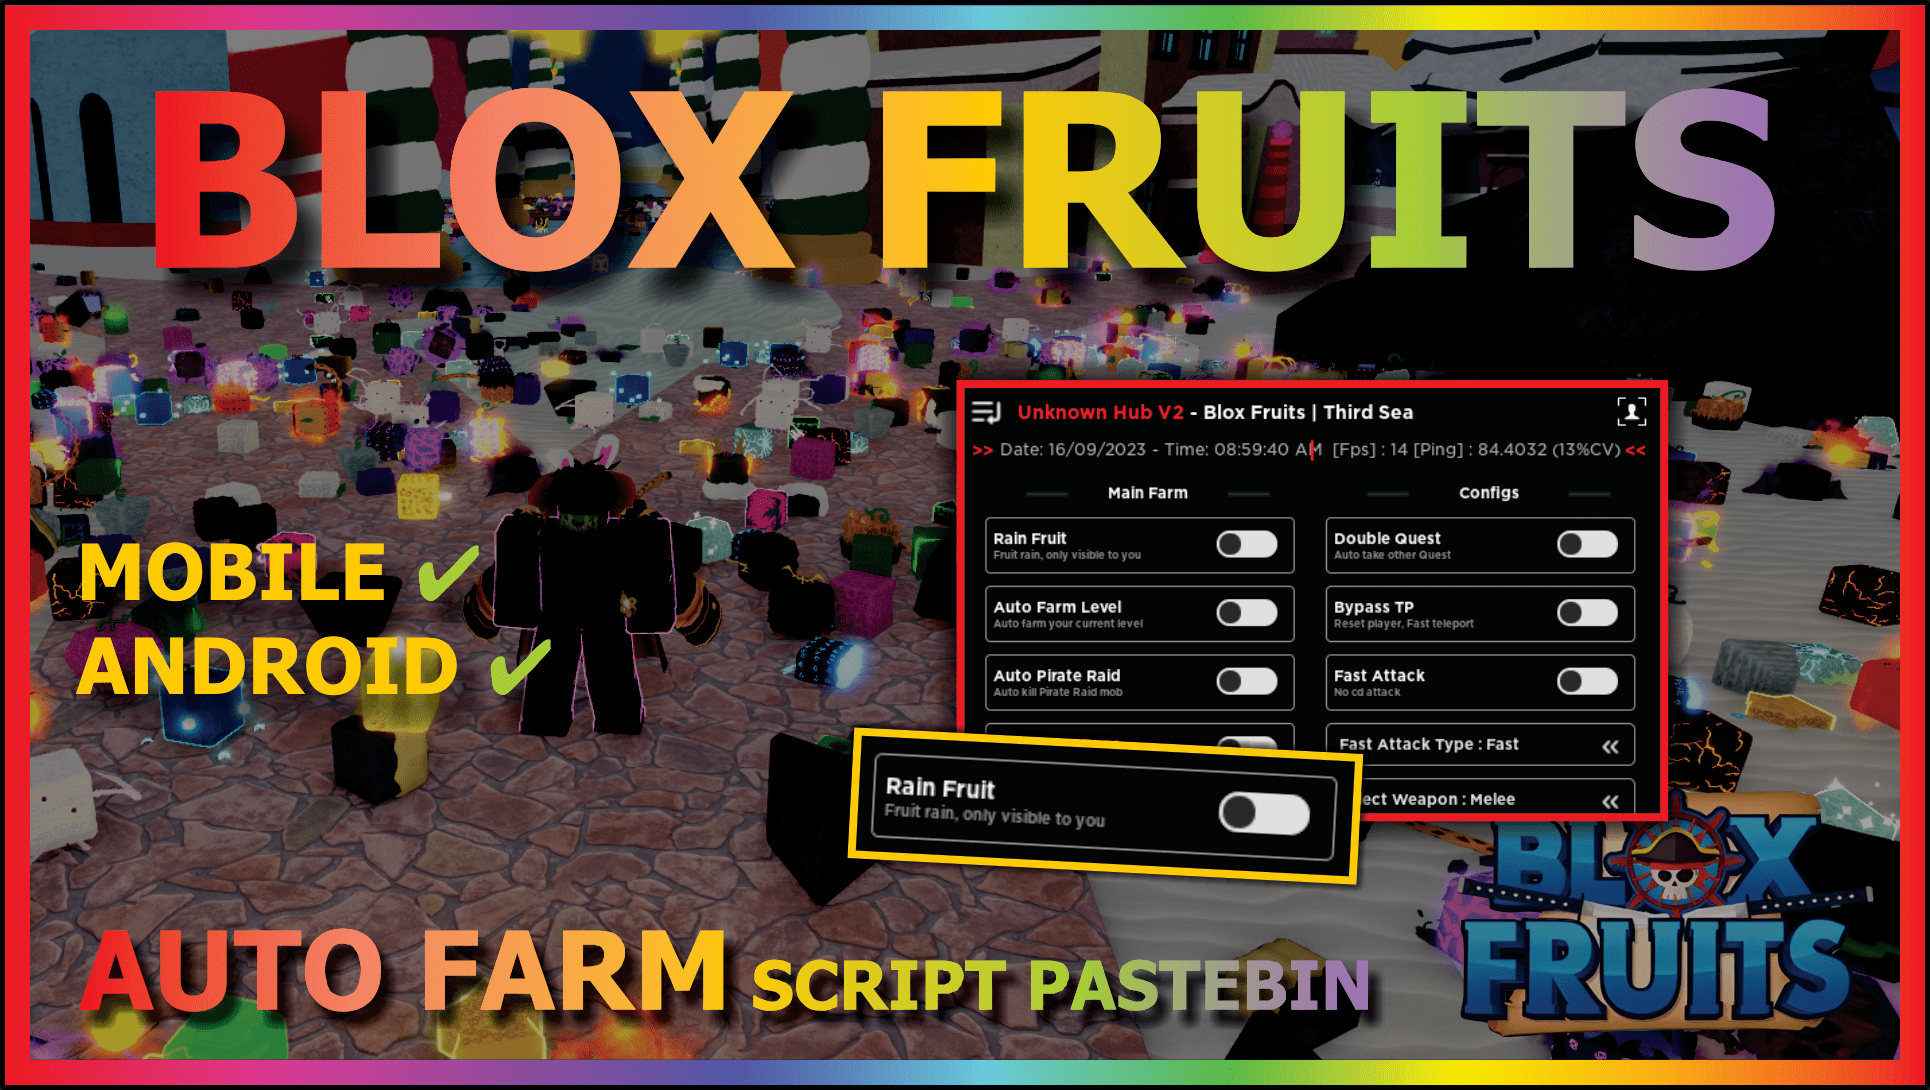 BLOX FRUITS
MOBILE ✔
ANDROID ✔
Unknown Hub V2 - Blox Fruits | Third Sea
>> Date: 16/09/2023 - Time: 08:59:40 AM [Fps] : 14 [Ping] : 84.4032 (13%CV) <<
Main Farm
Rain Fruit
Fruit rain, only visible to you
Auto Farm Level
Auto farm your current level
Auto Pirate Raid
Auto kill Pirate Raid mob
Configs
Double Quest
Auto take other Quest
Bypass TP
Reset player, Fast teleport
Fast Attack
No cd attack
Fast Attack Type : Fast
ect Weapon : Melee
Rain Fruit
Fruit rain, only visible to you
AUTO FARM SCRIPT PASTEBIN
BLOX
FRUITS